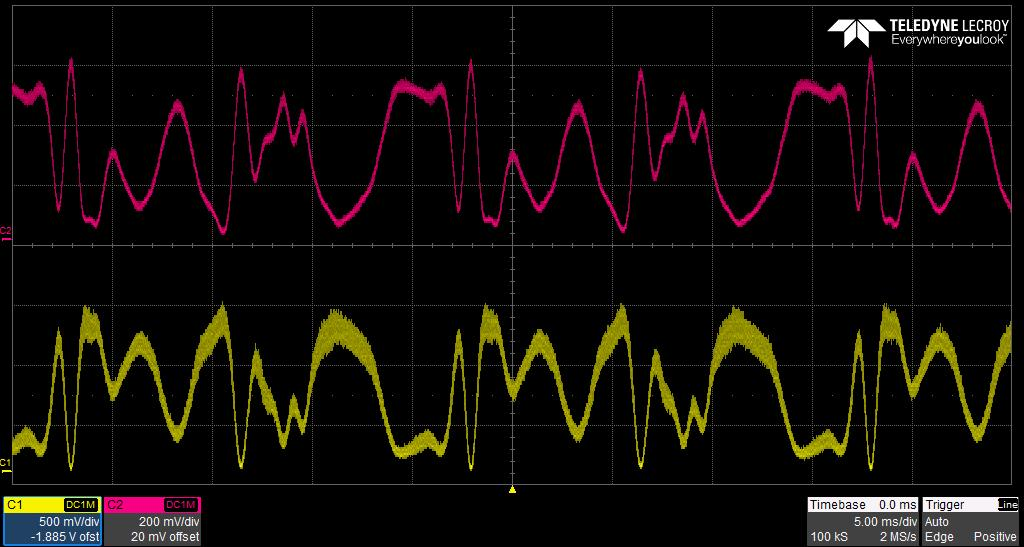 TELEDYNE LECROY
Everywhereyoulook™
C2
C1
C1 DC1M
500 mV/div
-1.885 V ofst
C2 DC1M
200 mV/div
20 mV offset
Timebase 0.0 ms
5.00 ms/div
100 kS 2 MS/s
Trigger Line
Auto
Edge Positive